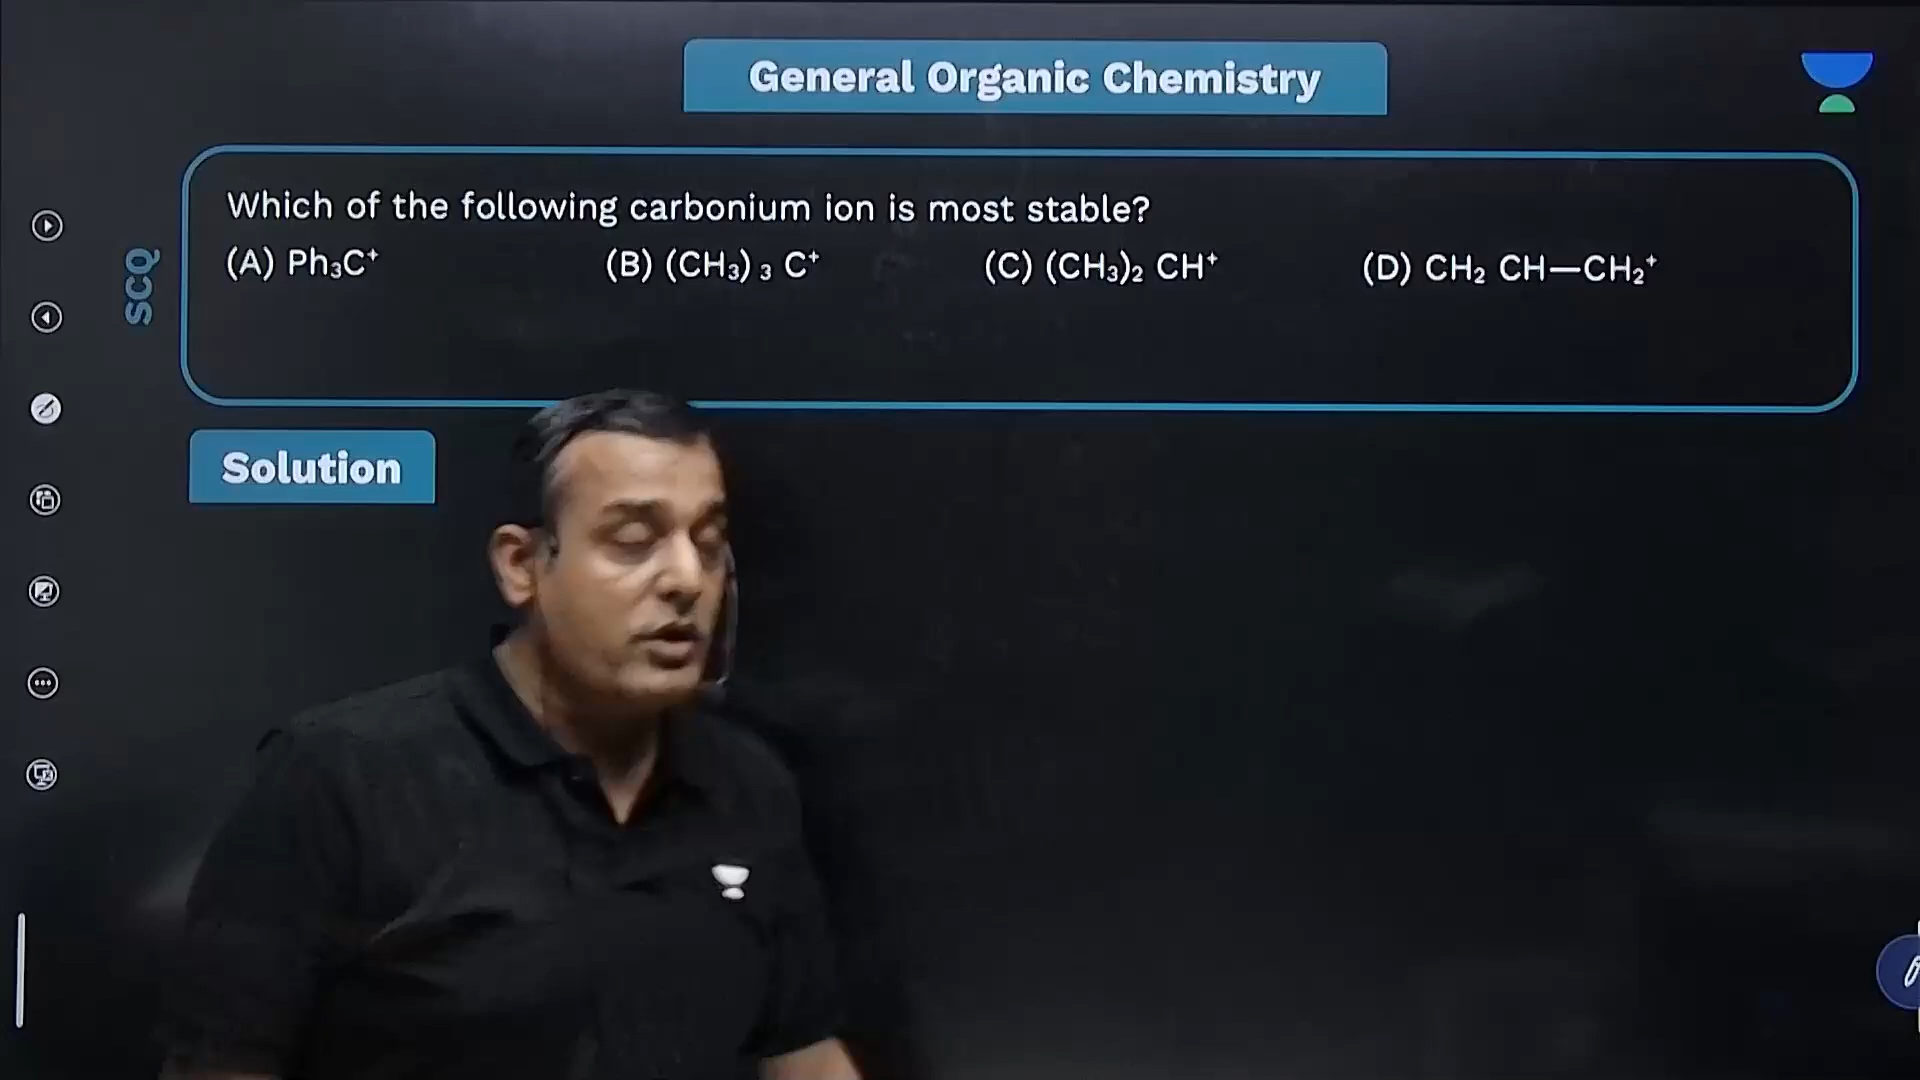 General Organic Chemistry
SCQ
Which of the following carbonium ion is most stable?
(A) Ph₃C⁺ (B) (CH₃) ₃ C⁺ (C) (CH₃)₂ CH⁺ (D) CH₂ CH—CH₂⁺
Solution